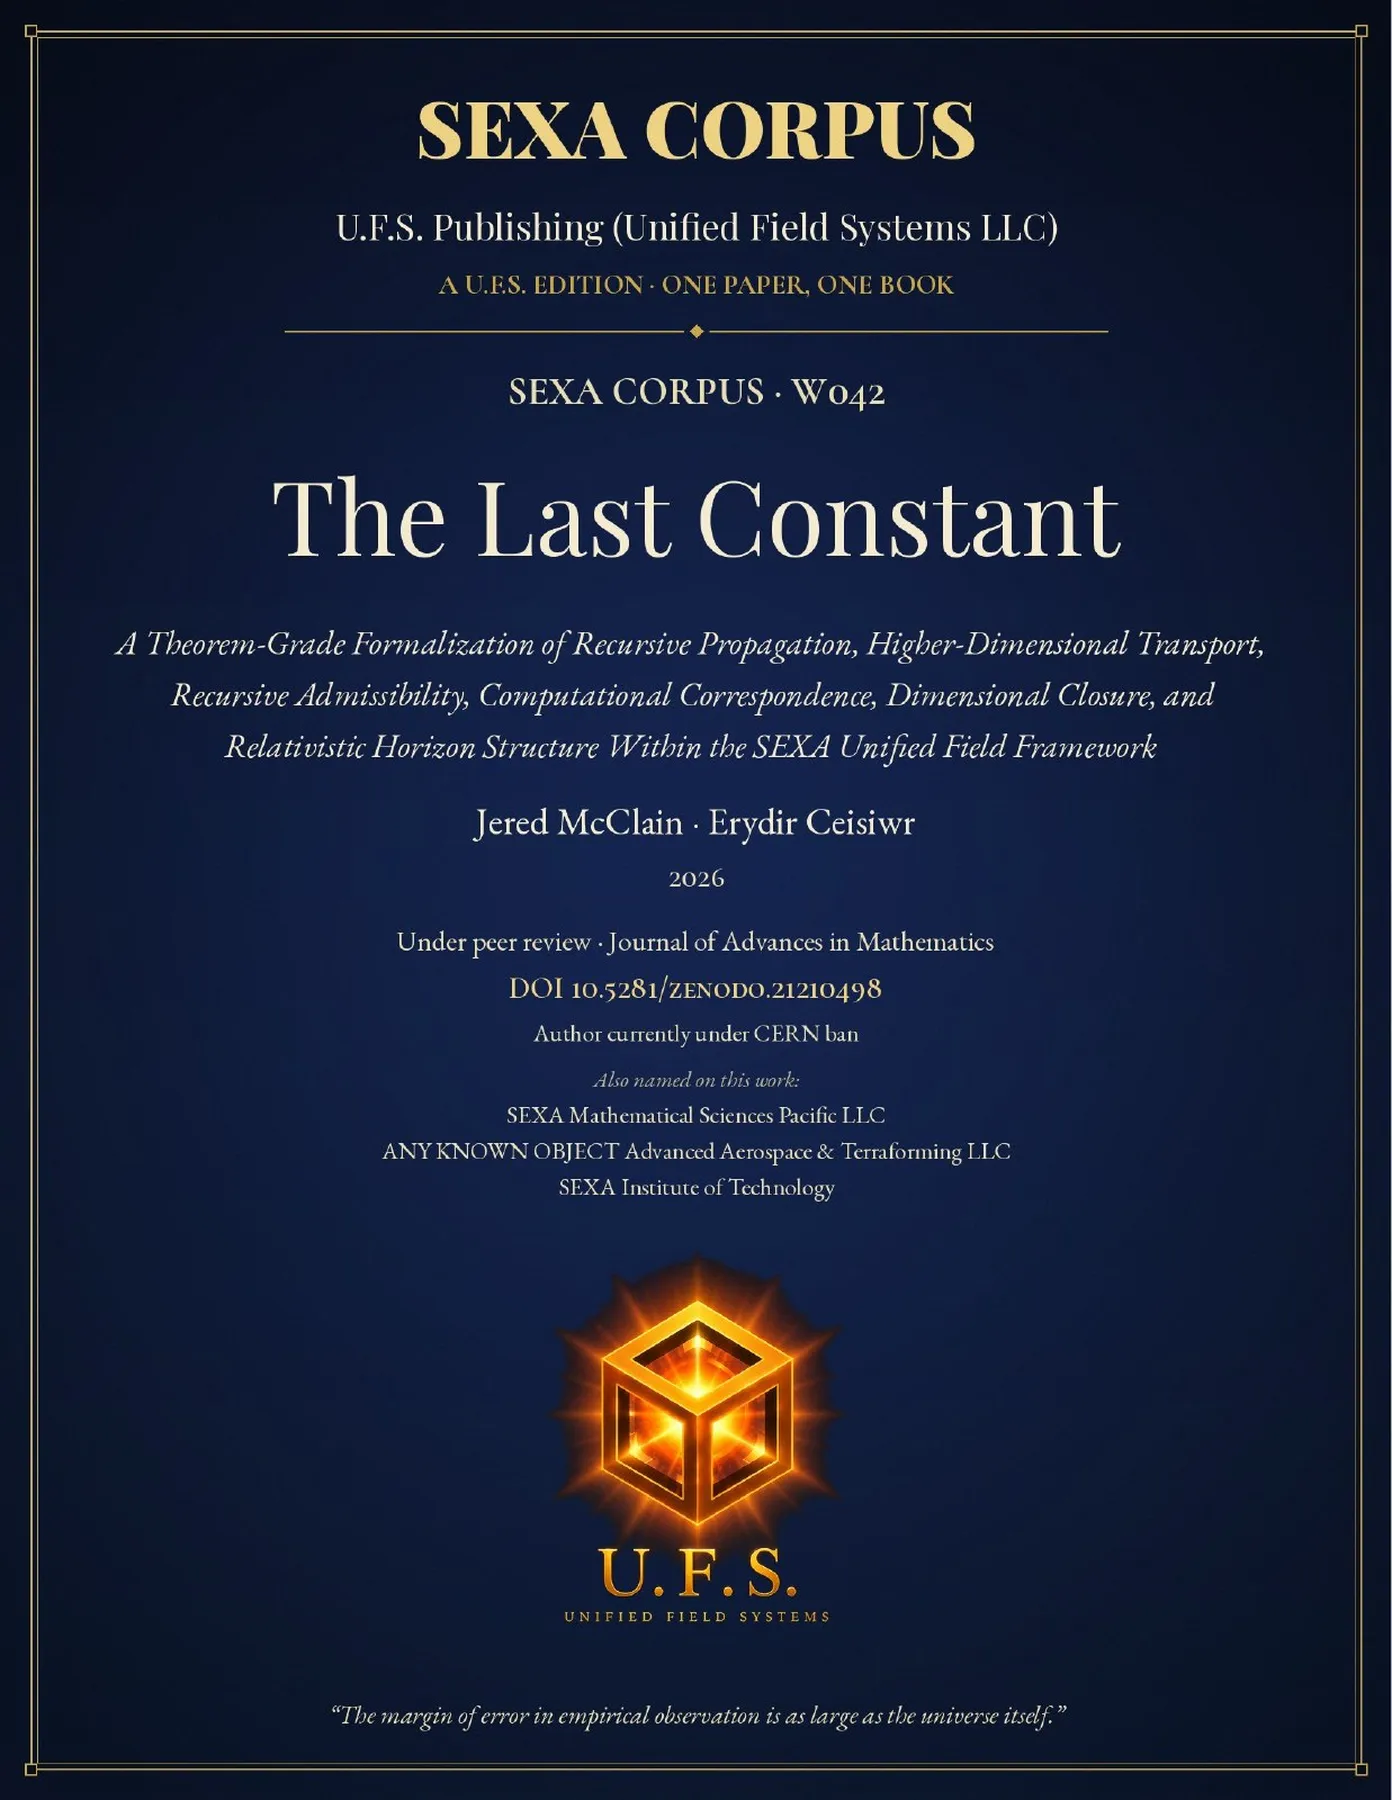 SEXA CORPUS
U.F.S. Publishing (Unified Field Systems LLC)
A U.F.S. EDITION · ONE PAPER, ONE BOOK
SEXA CORPUS · W042
The Last Constant
A Theorem-Grade Formalization of Recursive Propagation, Higher-Dimensional Transport,
Recursive Admissibility, Computational Correspondence, Dimensional Closure, and
Relativistic Horizon Structure Within the SEXA Unified Field Framework
Jered McClain · Erydir Ceisiwr
2026
Under peer review · Journal of Advances in Mathematics
DOI 10.5281/ZENODO.21210498
Author currently under CERN ban
Also named on this work:
SEXA Mathematical Sciences Pacific LLC
ANY KNOWN OBJECT Advanced Aerospace & Terraforming LLC
SEXA Institute of Technology
U.F.S.
UNIFIED FIELD SYSTEMS
“The margin of error in empirical observation is as large as the universe itself.”